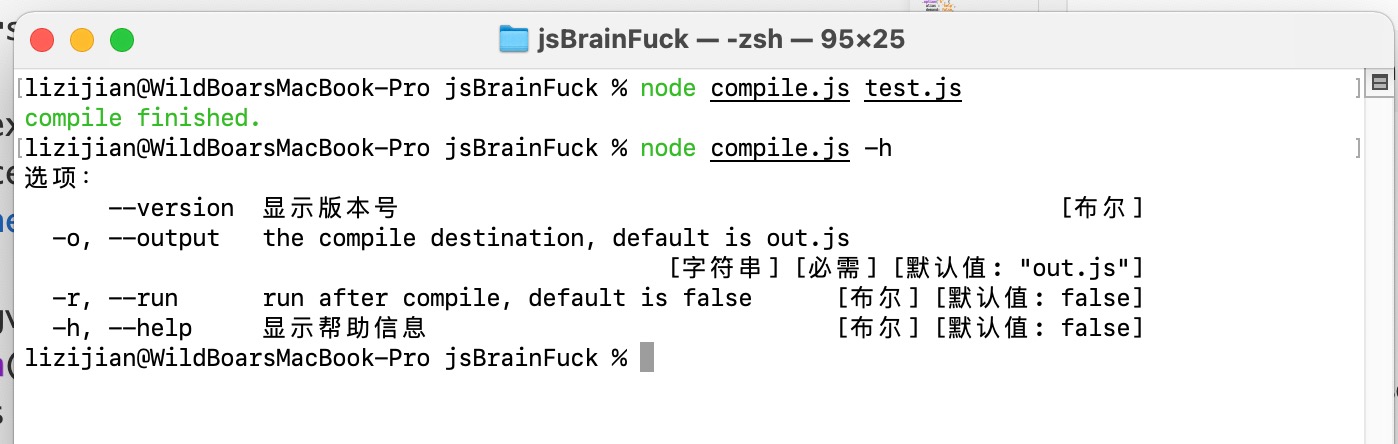 jsBrainFuck — -zsh — 95×25
[lizijian@WildBoarsMacBook-Pro jsBrainFuck % node compile.js test.js ]
compile finished.
[lizijian@WildBoarsMacBook-Pro jsBrainFuck % node compile.js -h ]
选项：
--version 显示版本号 [布尔]
-o, --output the compile destination, default is out.js
[字符串] [必需] [默认值: "out.js"]
-r, --run run after compile, default is false [布尔] [默认值: false]
-h, --help 显示帮助信息 [布尔] [默认值: false]
lizijian@WildBoarsMacBook-Pro jsBrainFuck %